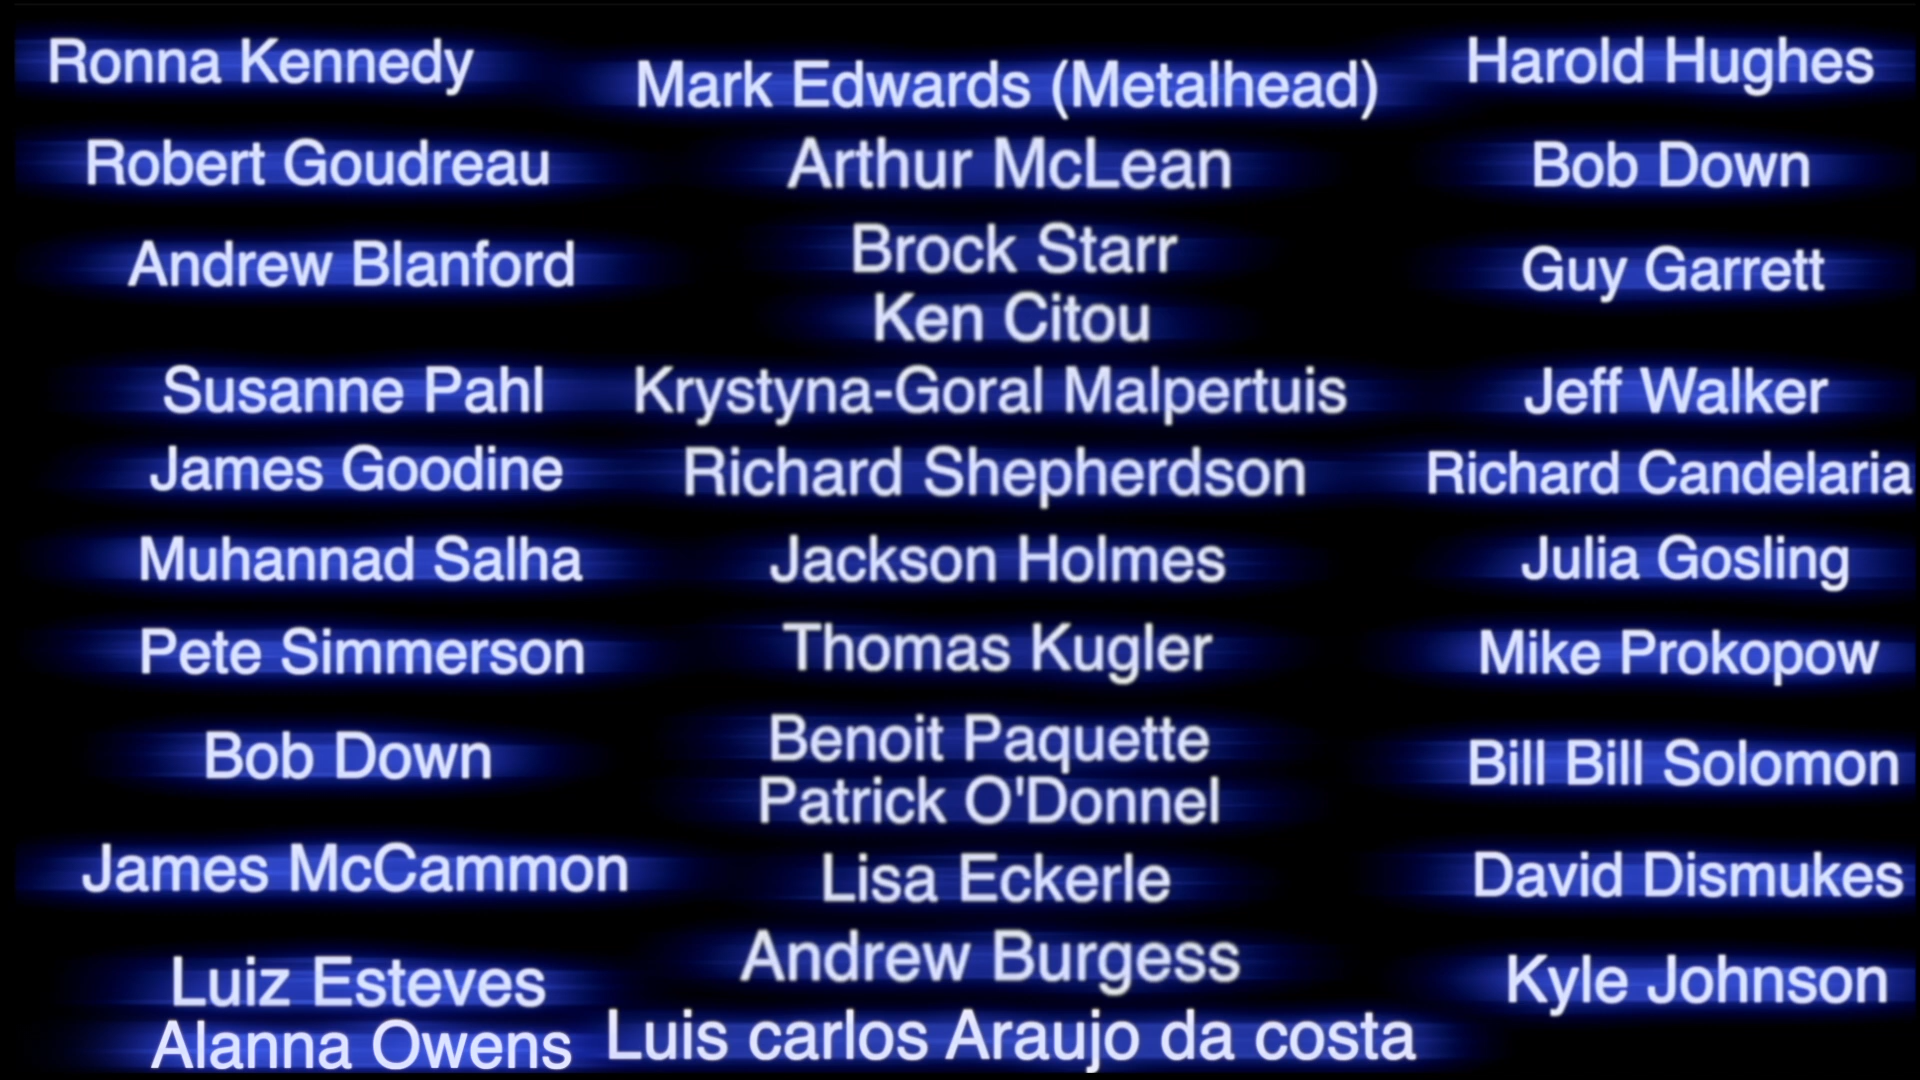 Ronna Kennedy
Robert Goudreau
Andrew Blanford
Susanne Pahl
James Goodine
Muhannad Salha
Pete Simmerson
Bob Down
James McCammon
Luiz Esteves
Alanna Owens
Mark Edwards (Metalhead)
Arthur McLean
Brock Starr
Ken Citou
Krystyna-Goral Malpertuis
Richard Shepherdson
Jackson Holmes
Thomas Kugler
Benoit Paquette
Patrick O'Donnel
Lisa Eckerle
Andrew Burgess
Luis carlos Araujo da costa
Harold Hughes
Bob Down
Guy Garrett
Jeff Walker
Richard Candelaria
Julia Gosling
Mike Prokopow
Bill Bill Solomon
David Dismukes
Kyle Johnson